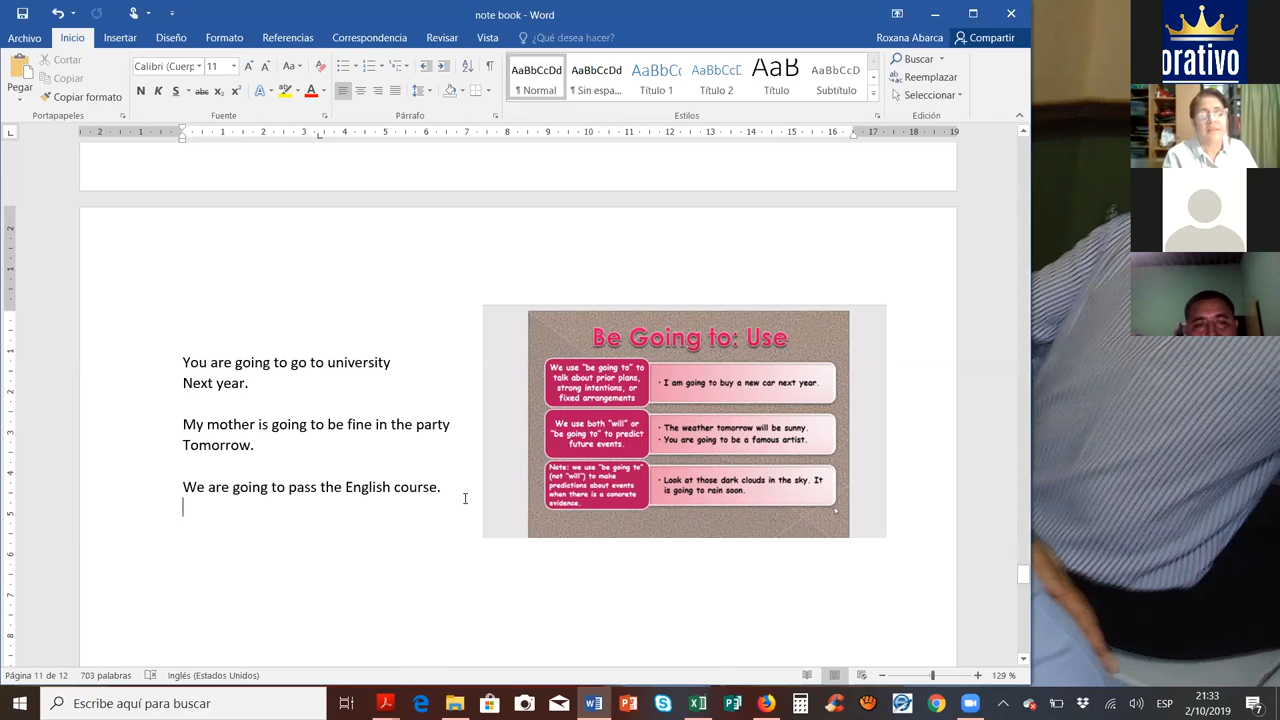 note book - Word
Roxana Abarca
Compartir
Archivo Inicio Insertar Diseño Formato Referencias Correspondencia Revisar Vista ¿Qué desea hacer?
Pegar
Cortar
Copiar
Copiar formato
Portapapeles
Calibri (Cuerp 11
Fuente
Párrafo
AaBbCcDd AaBbCcDd AaBbC AaBbCcD AaB AaBbCcD
¶ Normal ¶ Sin espa... Título 1 Título 2 Título Subtítulo
Estilos
Buscar
Reemplazar
Seleccionar
Edición
orativo
You are going to go to university
Next year.
My mother is going to be fine in the party
Tomorrow.
We are going to pass the English course.
Be Going to: Use
We use "be going to" to
talk about prior plans,
strong intentions, or
fixed arrangements
• I am going to buy a new car next year.
We use both "will" or
"be going to" to predict
future events.
• The weather tomorrow will be sunny.
• You are going to be a famous artist.
Note: we use "be going to"
(not "will") to make
predictions about events
when there is a concrete
evidence.
• Look at those dark clouds in the sky. It
is going to rain soon.
Página 11 de 12 703 palabras Inglés (Estados Unidos) 129 %
Escribe aquí para buscar
ESP
21:33
2/10/2019